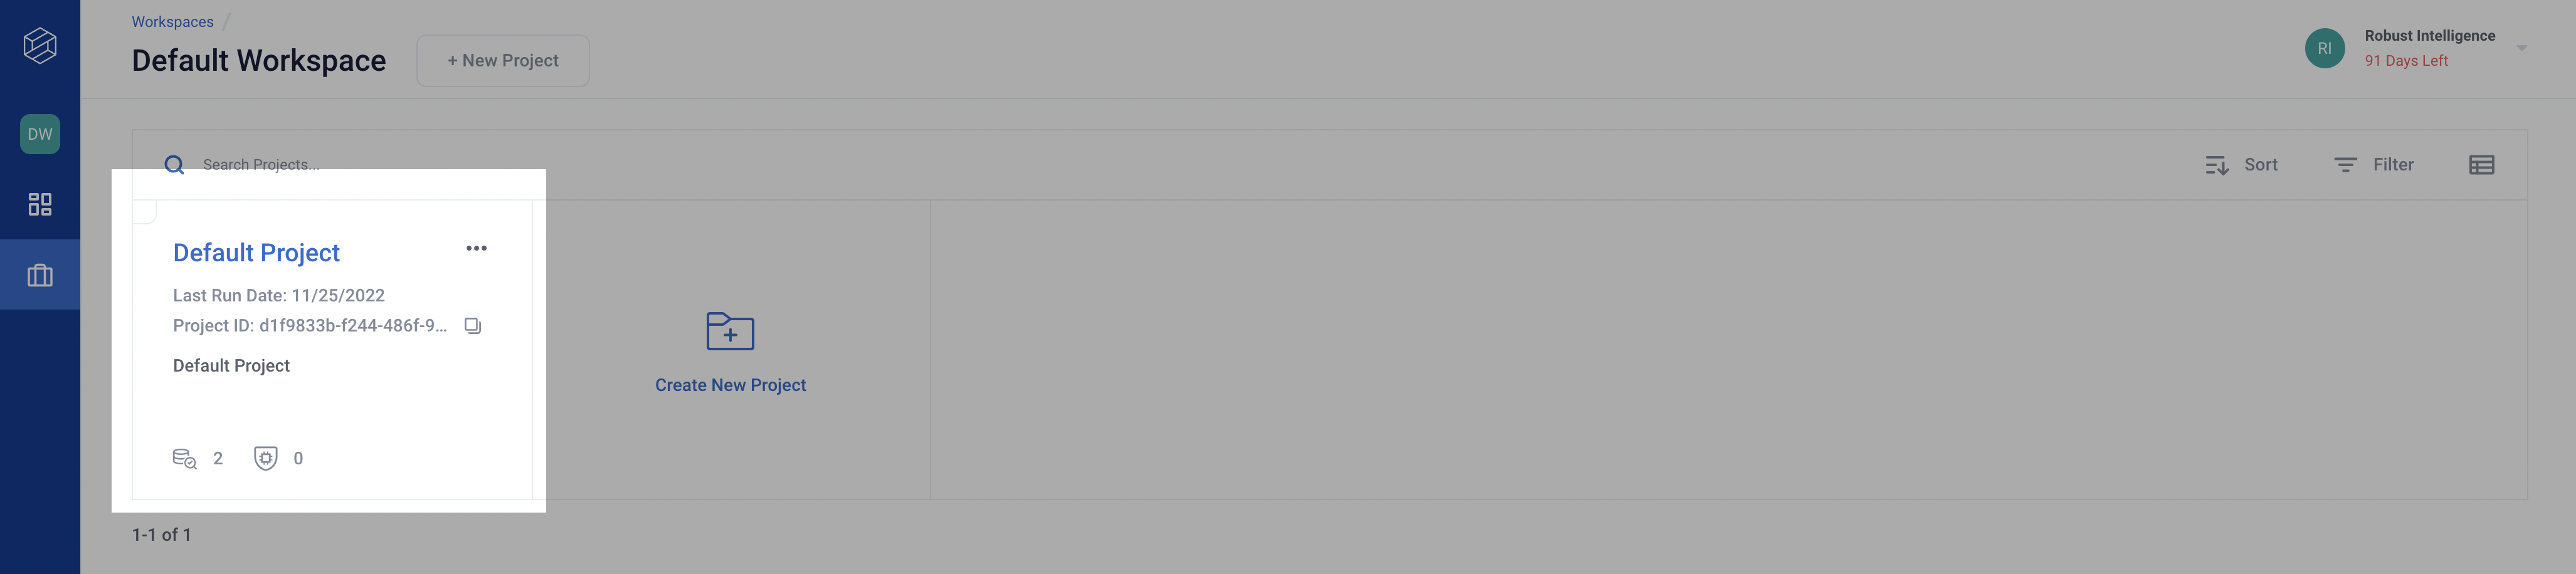 Workspaces /
Default Workspace
+ New Project
RI
Robust Intelligence
91 Days Left
DW
Search Projects...
Sort
Filter
Default Project
Last Run Date: 11/25/2022
Project ID: d1f9833b-f244-486f-9...
Default Project
2
0
Create New Project
1-1 of 1